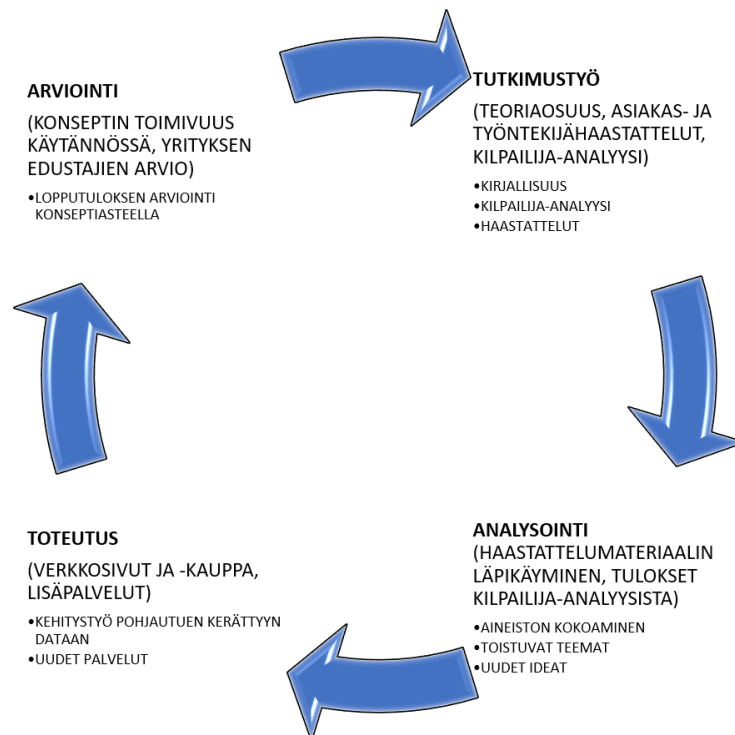 ARVIOINTI
(KONSEPTIN TOIMIVUUS
KÄYTÄNNÖSSÄ, YRITYKSEN
EDUSTAJIEN ARVIO)
•LOPPUTULOKSEN ARVIOINTI
KONSEPTIASTEELLA
TUTKIMUSTYÖ
(TEORIAOSUUS, ASIAKAS- JA
TYÖNTEKIJÄHAASTATTELUT,
KILPAILIJA-ANALYYSI)
•KIRJALLISUUS
•KILPAILIJA-ANALYYSI
•HAASTATTELUT
ANALYSOINTI
(HAASTATTELUMATERIAALIN
LÄPIKÄYMINEN, TULOKSET
KILPAILIJA-ANALYYSISTA)
•AINEISTON KOKOAMINEN
•TOISTUVAT TEEMAT
•UUDET IDEAT
TOTEUTUS
(VERKKOSIVUT JA -KAUPPA,
LISÄPALVELUT)
•KEHITYSTYÖ POHJAUTUEN KERÄTTYYN
DATAAN
•UUDET PALVELUT